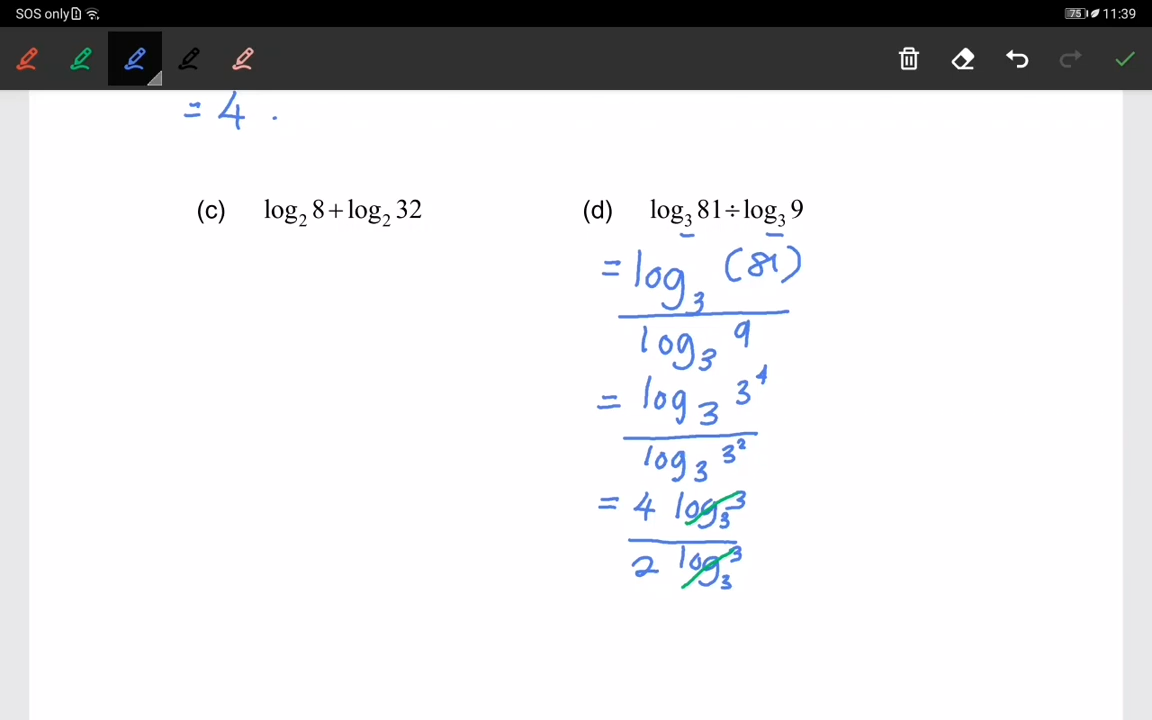 SOS only 75 11:39
= 4 .
(c) log₂ 8 + log₂ 32 (d) log₃ 81 ÷ log₃ 9
= log₃ (81)
log₃ 9
= log₃ 3⁴
log₃ 3²
= 4 log₃ 3
2 log₃ 3